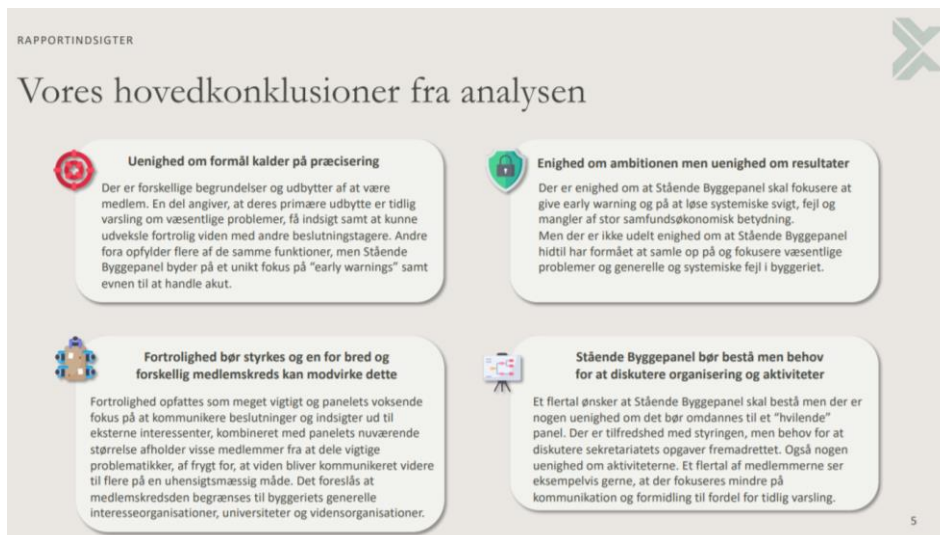 RAPPORTINDSIGTER
Vores hovedkonklusioner fra analysen
Uenighed om formål kalder på præcisering
Der er forskellige begrundelser og udbytter af at være
medlem. En del angiver, at deres primære udbytte er tidlig
varsling om væsentlige problemer, få indsigt samt at kunne
udveksle fortrolig viden med andre beslutningstagere. Andre
fora opfylder flere af de samme funktioner, men Stående
Byggepanel byder på et unikt fokus på "early warnings" samt
evnen til at handle akut.
Enighed om ambitionen men uenighed om resultater
Der er enighed om at Stående Byggepanel skal fokusere at
give early warning og på at løse systemiske svigt, fejl og
mangler af stor samfundsøkonomisk betydning.
Men der er ikke udelt enighed om at Stående Byggepanel
hidtil har formået at samle op på og fokusere væsentlige
problemer og generelle og systemiske fejl i byggeriet.
Fortrolighed bør styrkes og en for bred og
forskellig medlemskreds kan modvirke dette
Fortrolighed opfattes som meget vigtigt og panelets voksende
fokus på at kommunikere beslutninger og indsigter ud til
eksterne interessenter, kombineret med panelets nuværende
størrelse afholder visse medlemmer fra at dele vigtige
problematikker, af frygt for, at viden bliver kommunikeret videre
til flere på en uhensigtsmæssig måde. Det foreslås at
medlemskredsden begrænses til byggeriets generelle
interesseorganisationer, universiteter og vidensorganisationer.
Stående Byggepanel bør bestå men behov
for at diskutere organisering og aktiviteter
Et flertal ønsker at Stående Byggepanel skal bestå men der er
nogen uenighed om det bør omdannes til et "hvilende"
panel. Der er tilfredshed med styringen, men behov for at
diskutere sekretariatets opgaver fremadrettet. Også nogen
uenighed om aktiviteterne. Et flertal af medlemmerne ser
eksempelvis gerne, at der fokuseres mindre på
kommunikation og formidling til fordel for tidlig varsling.
5